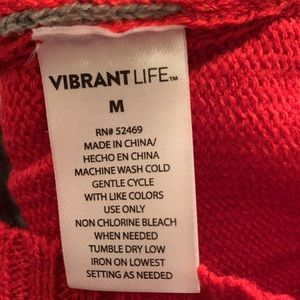 VIBRANT LIFE™
M
RN# 52469
MADE IN CHINA/
HECHO EN CHINA
MACHINE WASH COLD
GENTLE CYCLE
WITH LIKE COLORS
USE ONLY
NON CHLORINE BLEACH
WHEN NEEDED
TUMBLE DRY LOW
IRON ON LOWEST
SETTING AS NEEDED